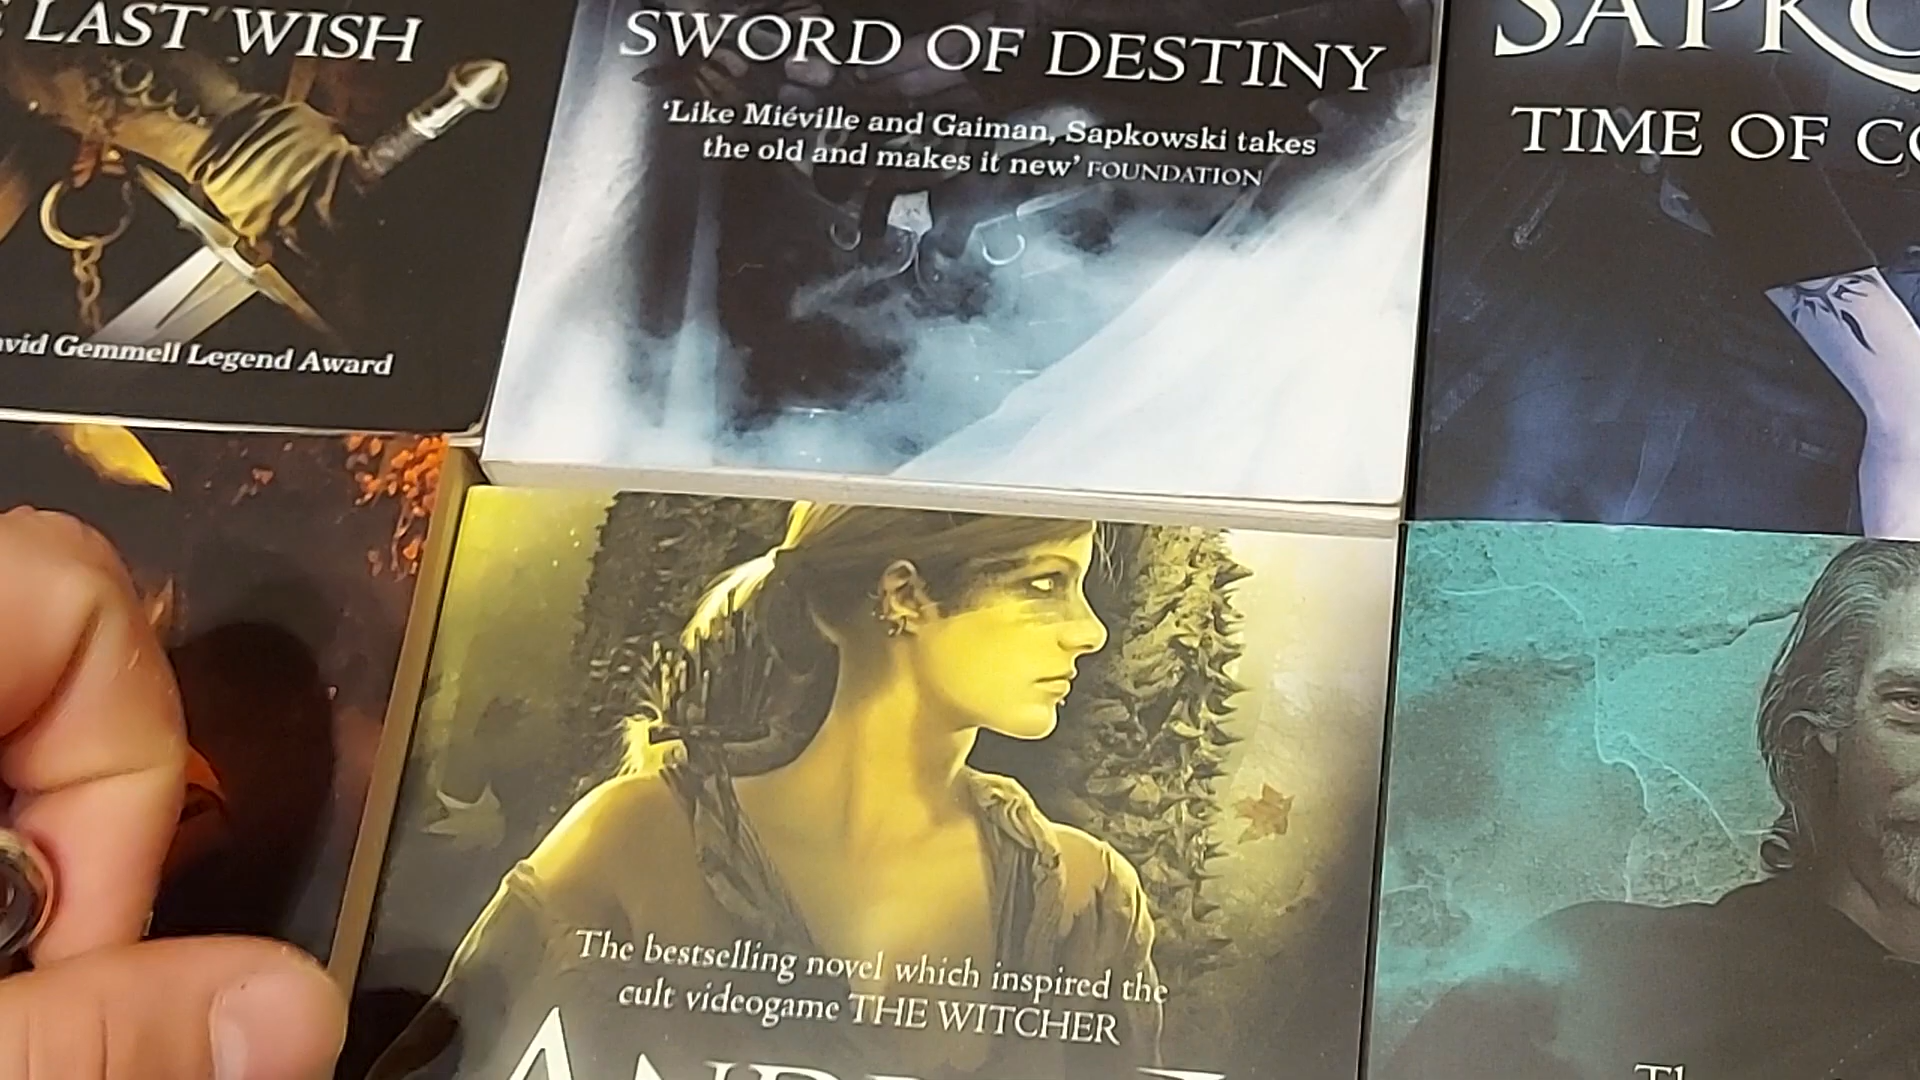 LAST WISH
SWORD OF DESTINY
'Like Miéville and Gaiman, Sapkowski takes
the old and makes it new' FOUNDATION
Gemmell Legend Award
TIME OF
The bestselling novel which inspired the
cult videogame THE WITCHER